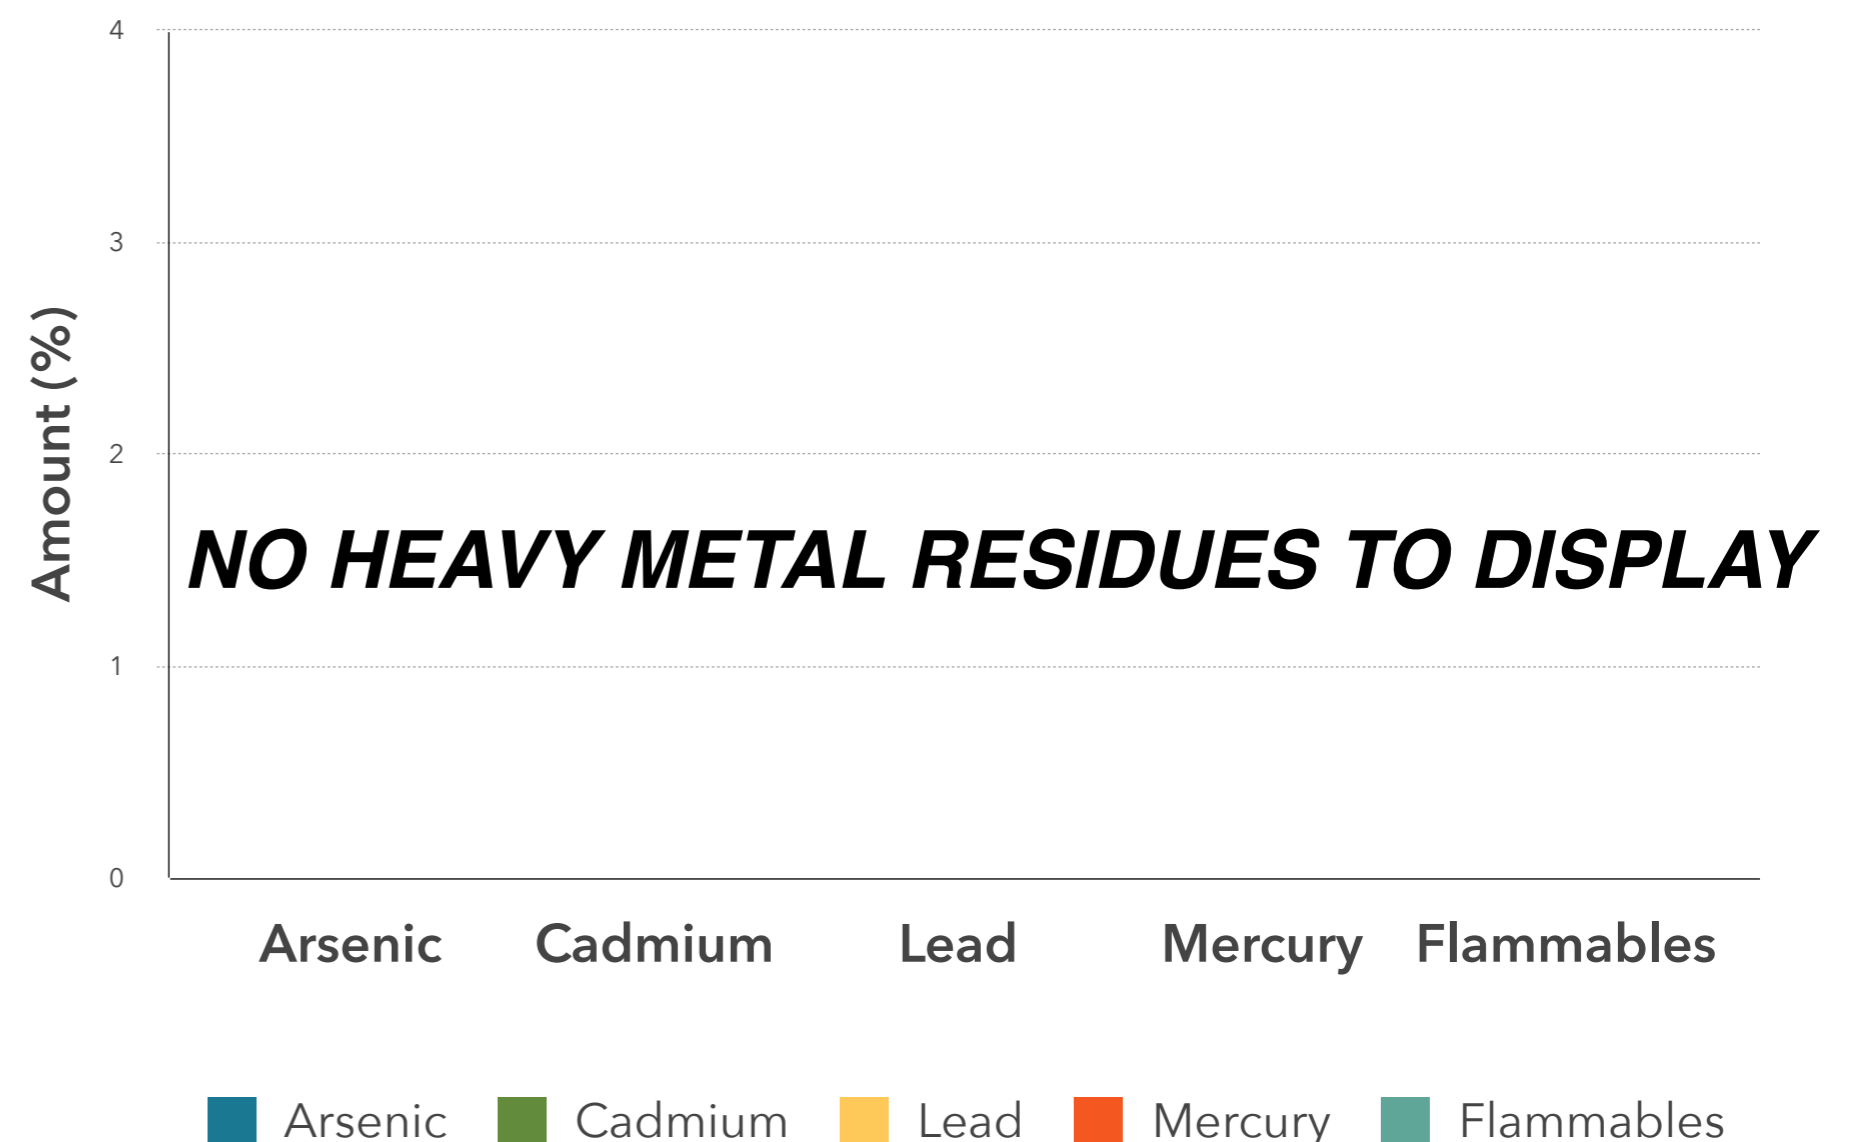 4
3
Amount (%)
2
NO HEAVY METAL RESIDUES TO DISPLAY
1
0
Arsenic Cadmium Lead Mercury Flammables
Arsenic Cadmium Lead Mercury Flammables